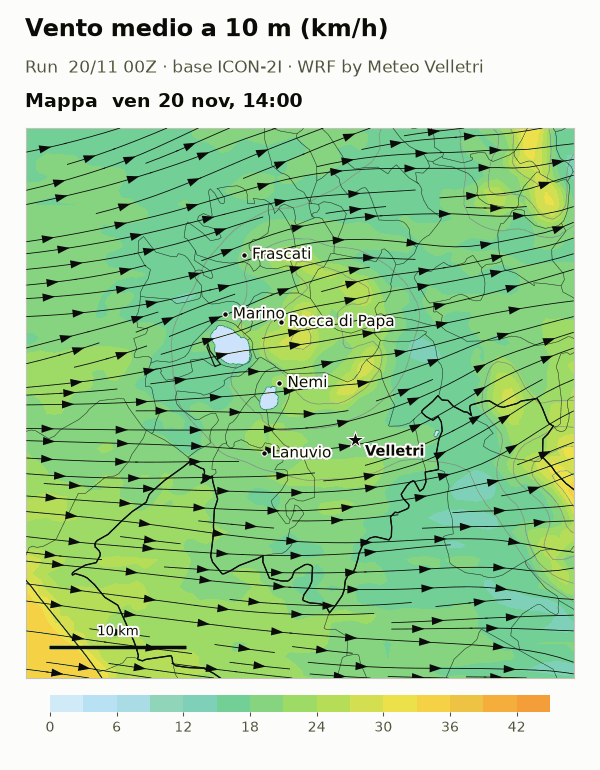 Vento medio a 10 m (km/h)
Run 20/11 00Z · base ICON-2I · WRF by Meteo Velletri
Mappa ven 20 nov, 14:00
Frascati
Marino
Rocca di Papa
Nemi
Velletri
Lanuvio
10 km
0 6 12 18 24 30 36 42